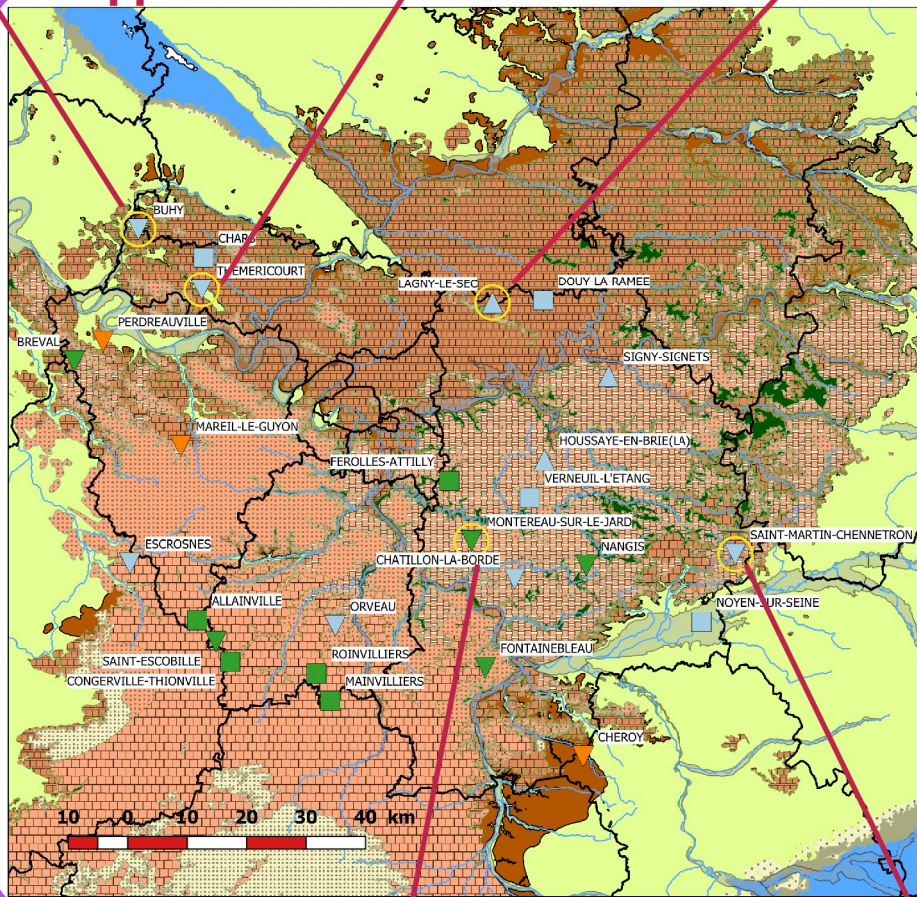 BUHY
CHARS
THEMERICOURT
LAGNY-LE-SEC
DOUY LA RAMEE
PERDREAUVILLE
BREVAL
SIGNY-SIGNETS
MAREIL-LE-GUYON
HOUSSAYE-EN-BRIE(LA)
FEROLLES-ATTILLY
VERNEUIL-L'ETANG
MONTEREAU-SUR-LE-JARD
SAINT-MARTIN-CHENNETRON
ESCROSNES
CHATILLON-LA-BORDE
NANGIS
ALLAINVILLE
ORVEAU
NOYEN-SUR-SEINE
SAINT-ESCOBILLE
ROINVILLIERS
FONTAINEBLEAU
CONGERVILLE-THIONVILLE
MAINVILLIERS
CHEROY
10 0 10 20 30 40 km